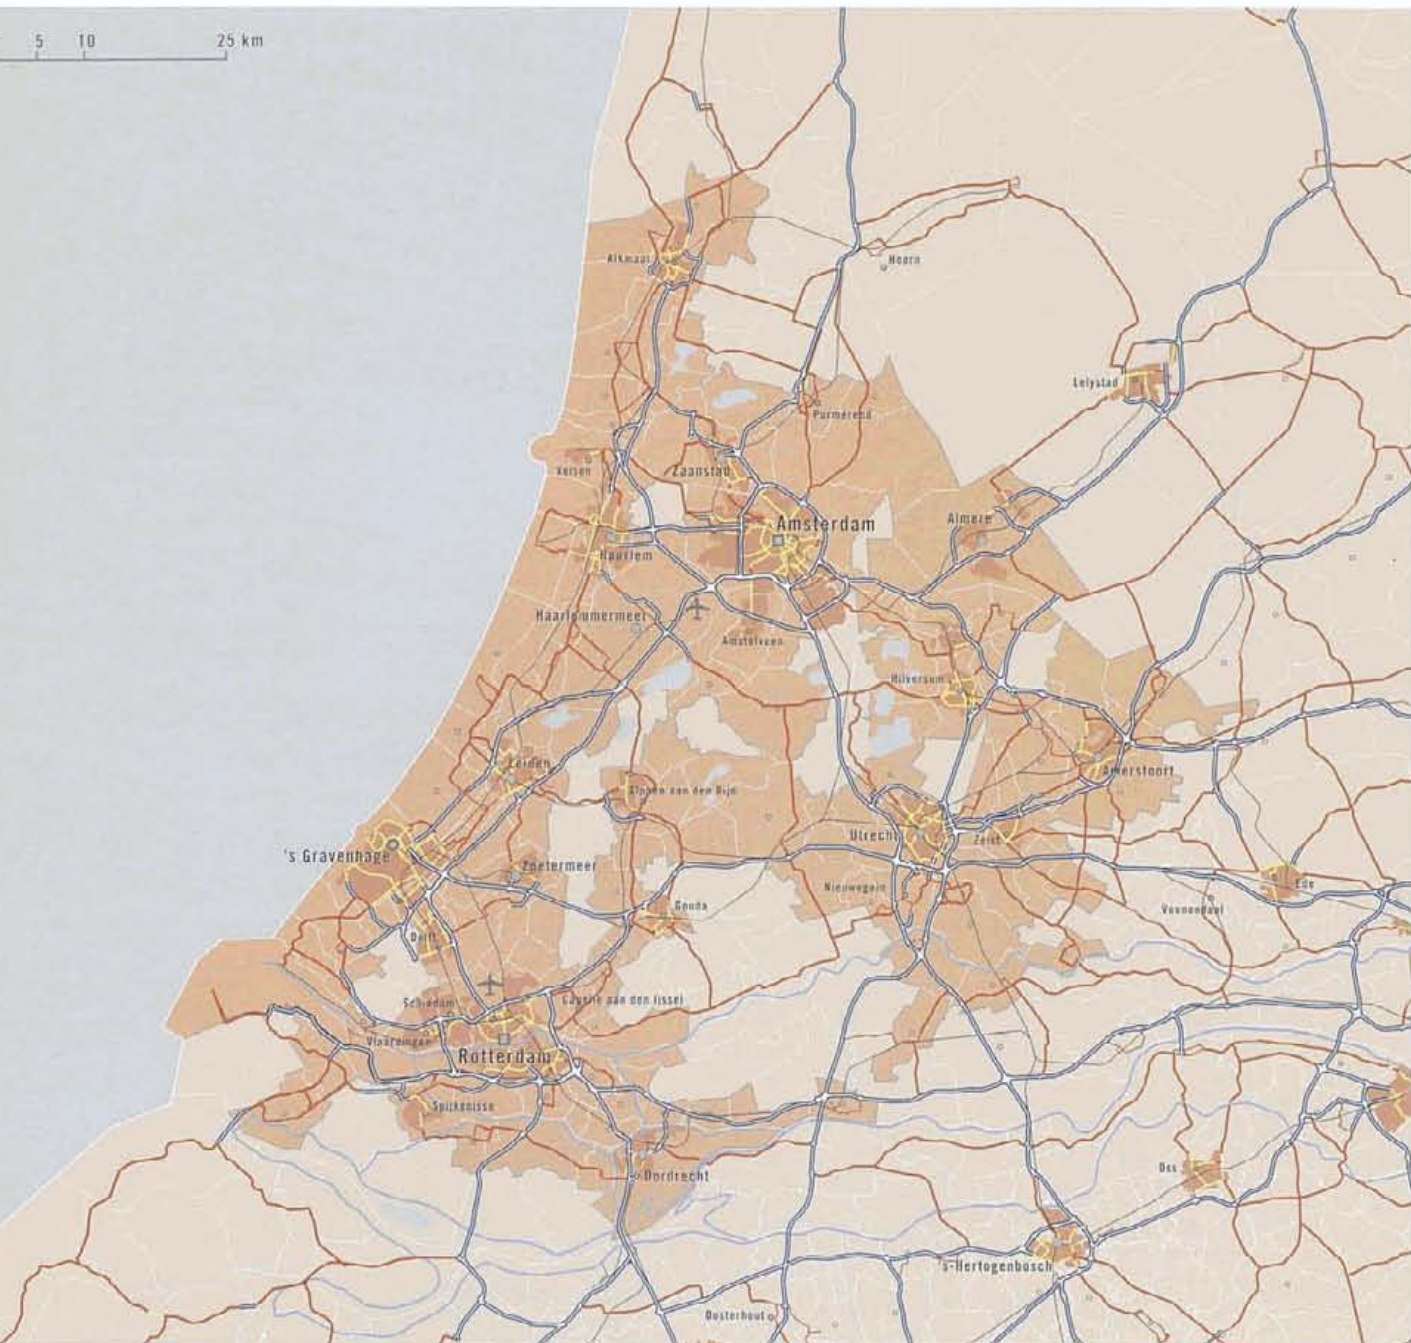 5 10 25 km
Alkmaar
Hoorn
Lelystad
Purmerend
Velsen
Zaanstad
Amsterdam
Almere
Haarlem
Haarlemmermeer
Amstelveen
Hilversum
Leiden
Amersfoort
Alphen aan den Rijn
Utrecht
Zeist
's Gravenhage
Zoetermeer
Nieuwegein
Ede
Gouda
Veenendaal
Delft
Schiedam
Capelle aan den Ijssel
Vlaardingen
Rotterdam
Spijkenisse
Dordrecht
Oss
's-Hertogenbosch
Oosterhout